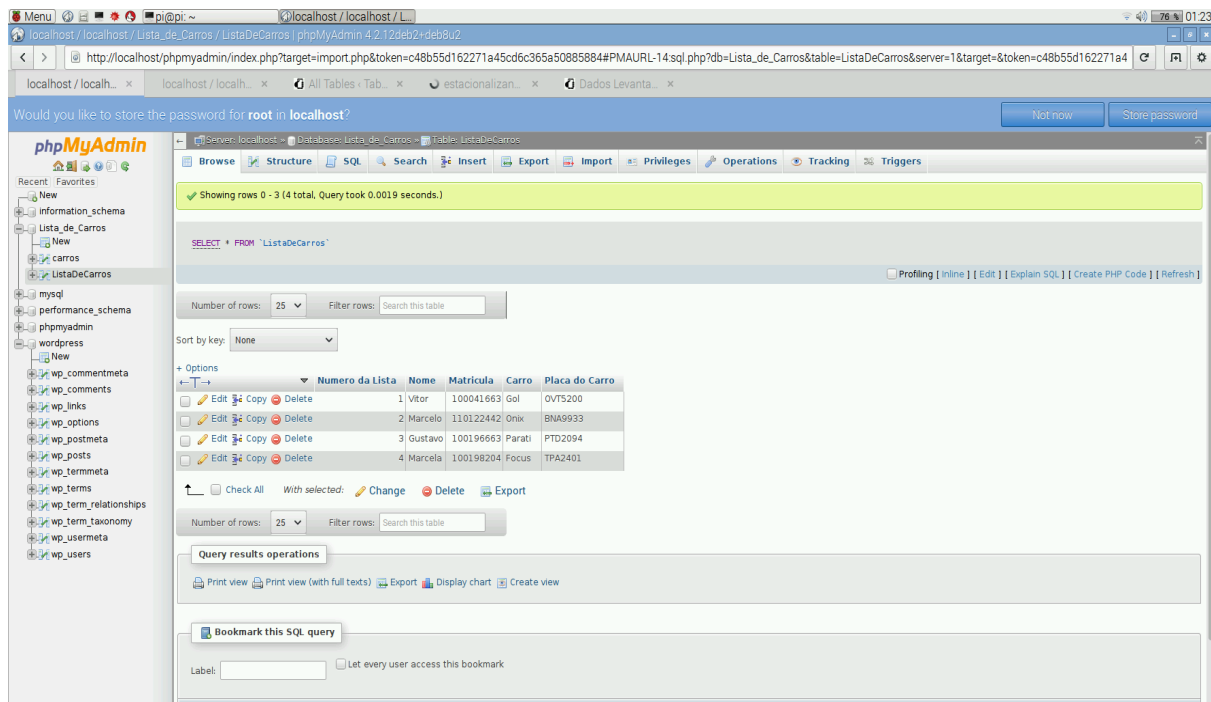 Menu pi@pi: ~ localhost / localhost / L... 76 % 01:23
localhost / localhost / Lista_de_Carros / ListaDeCarros | phpMyAdmin 4.2.12deb2+deb8u2
http://localhost/phpmyadmin/index.php?target=import.php&token=c48b55d162271a45cd6c365a50885884#PMAURL-14:sql.php?db=Lista_de_Carros&table=ListaDeCarros&server=1&target=&token=c48b55d162271a4
localhost / localh... × localhost / localh... × All Tables ‹ Tab... × estacionalizan... × Dados Levanta... ×
Would you like to store the password for root in localhost? Not now Store password
phpMyAdmin
Recent Favorites
New
information_schema
Lista_de_Carros
New
carros
ListaDeCarros
mysql
performance_schema
phpmyadmin
wordpress
New
wp_commentmeta
wp_comments
wp_links
wp_options
wp_postmeta
wp_posts
wp_termmeta
wp_terms
wp_term_relationships
wp_term_taxonomy
wp_usermeta
wp_users
Server: localhost » Database: Lista_de_Carros » Table: ListaDeCarros
Browse Structure SQL Search Insert Export Import Privileges Operations Tracking Triggers
Showing rows 0 - 3 (4 total, Query took 0.0019 seconds.)
SELECT * FROM `ListaDeCarros`
Profiling [ Inline ] [ Edit ] [ Explain SQL ] [ Create PHP Code ] [ Refresh ]
Number of rows: 25 Filter rows: Search this table
Sort by key: None
+ Options
←T→ ▼ Numero da Lista Nome Matricula Carro Placa do Carro
Edit Copy Delete 1 Vitor 100041663 Gol OVT5200
Edit Copy Delete 2 Marcelo 110122442 Onix BNA9933
Edit Copy Delete 3 Gustavo 100196663 Parati PTD2094
Edit Copy Delete 4 Marcela 100198204 Focus TPA2401
Check All With selected: Change Delete Export
Number of rows: 25 Filter rows: Search this table
Query results operations
Print view Print view (with full texts) Export Display chart Create view
Bookmark this SQL query
Label: Let every user access this bookmark